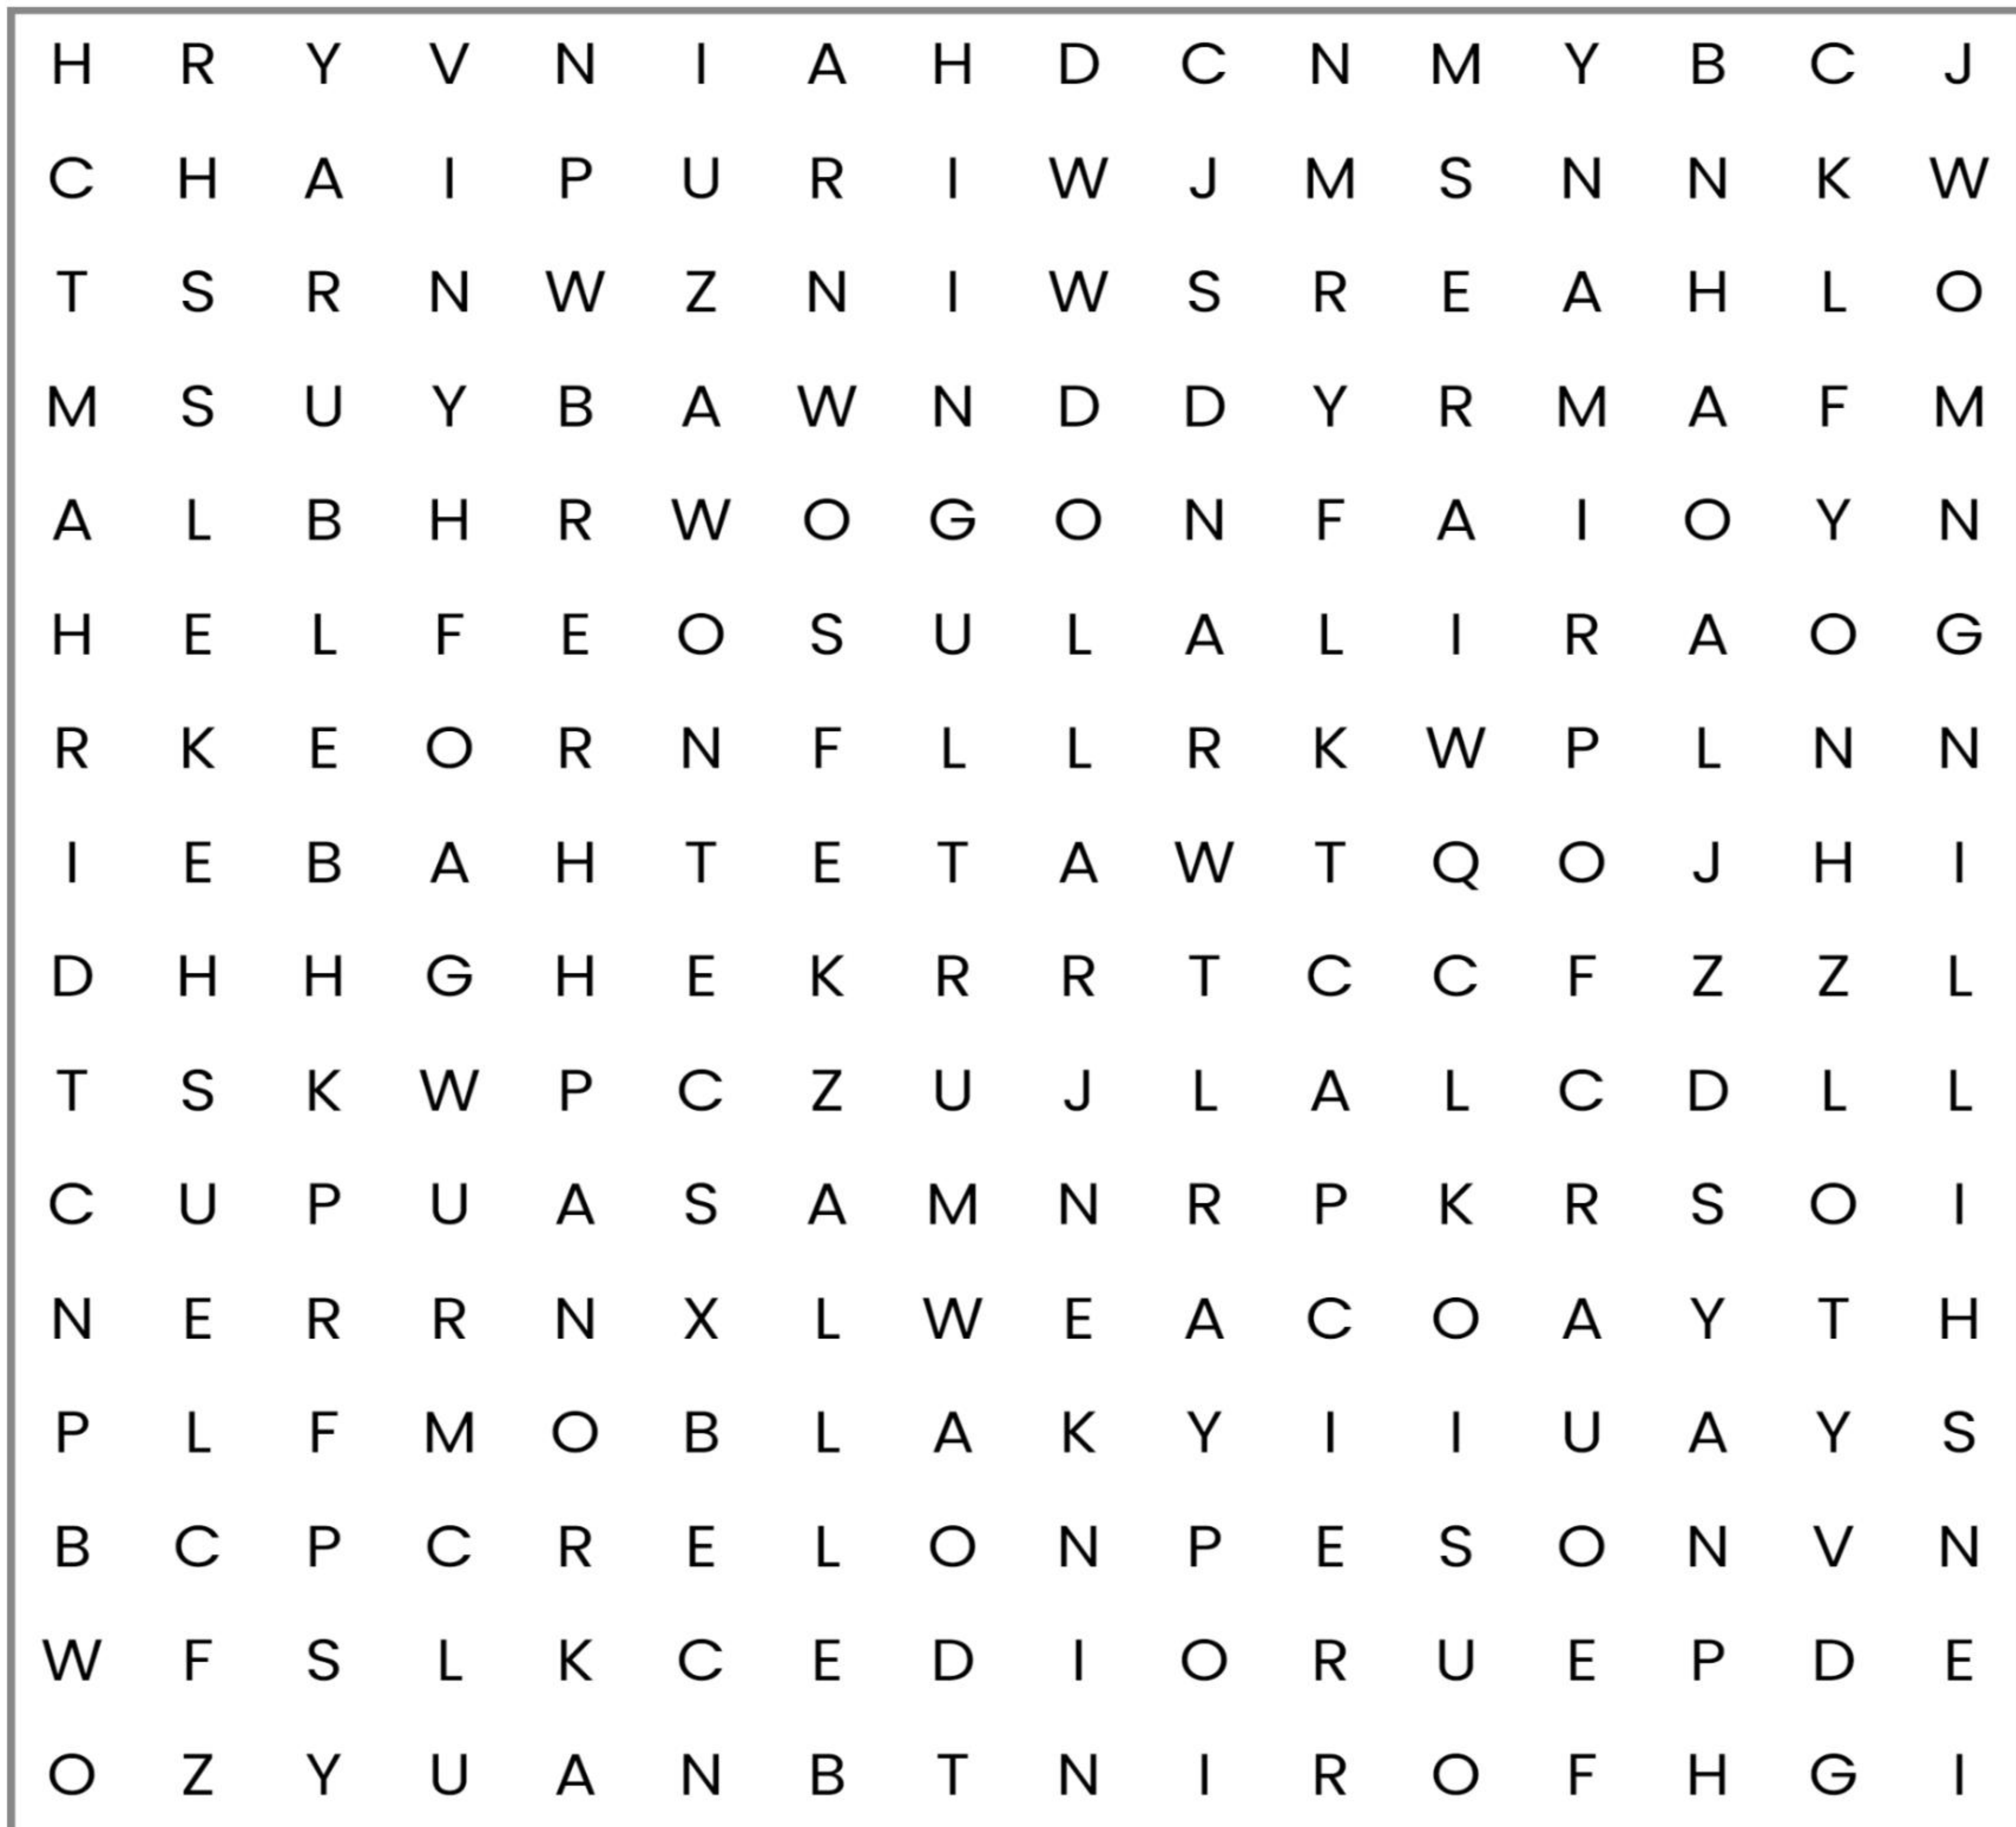 H R Y V N I A H D C N M Y B C J
C H A I P U R I W J M S N N K W
T S R N W Z N I W S R E A H L O
M S U Y B A W N D D Y R M A F M
A L B H R W O G O N F A I O Y N
H E L F E O S U L A L I R A O G
R K E O R N F L L R K W P L N N
I E B A H T E T A W T Q O J H I
D H H G H E K R R T C C F Z Z L
T S K W P C Z U J L A L C D L L
C U P U A S A M N R P K R S O I
N E R R N X L W E A C O A Y T H
P L F M O B L A K Y I I U A Y S
B C P C R E L O N P E S O N V N
W F S L K C E D I O R U E P D E
O Z Y U A N B T N I R O F H G I